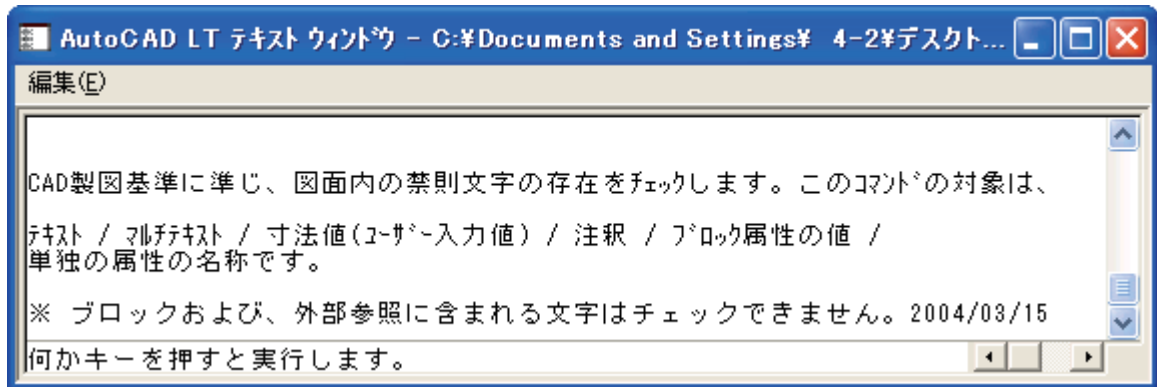 AutoCAD LT ﾃｷｽﾄ ｳｨﾝﾄﾞｳ - C:¥Documents and Settings¥ 4-2¥デスクト...
編集(E)
CAD製図基準に準じ、図面内の禁則文字の存在をﾁｪｯｸします。このｺﾏﾝﾄﾞの対象は、
ﾃｷｽﾄ / ﾏﾙﾁﾃｷｽﾄ / 寸法値(ﾕｰｻﾞｰ入力値) / 注釈 / ﾌﾞﾛｯｸ属性の値 /
単独の属性の名称です。
※ ブロックおよび、外部参照に含まれる文字はチェックできません。2004/03/15
何かキーを押すと実行します。